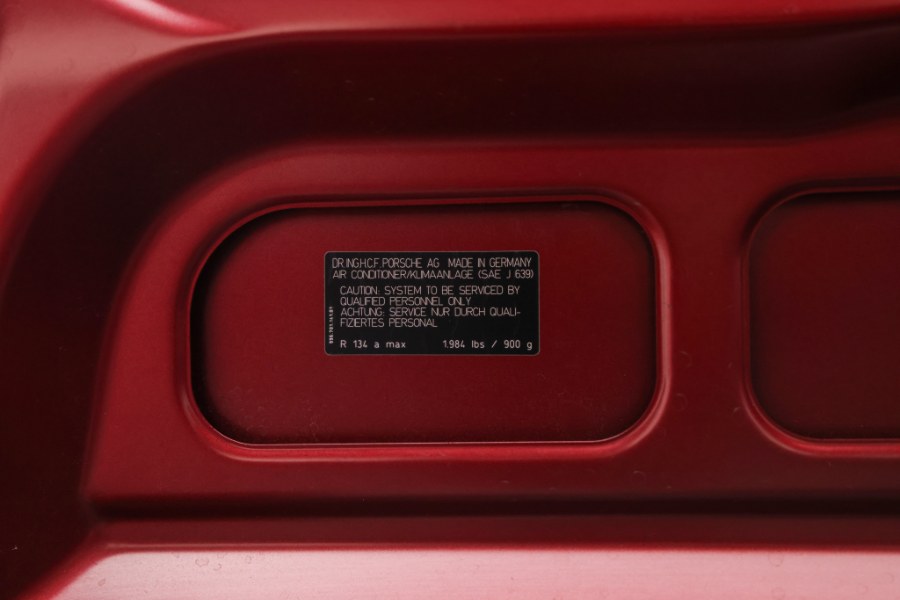 DR.ING.H.C.F. PORSCHE AG MADE IN GERMANY
AIR CONDITIONER/KLIMAANLAGE (SAE J 639)
CAUTION: SYSTEM TO BE SERVICED BY
QUALIFIED PERSONNEL ONLY
ACHTUNG: SERVICE NUR DURCH QUALI-
FIZIERTES PERSONAL
R 134 a max 1.984 lbs / 900 g